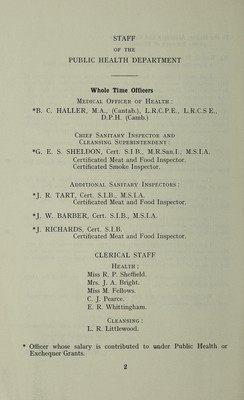 STAFF
OF THE
PUBLIC HEALTH DEPARTMENT
Whole Time Officers
MEDICAL OFFICER OF HEALTH :
*B. C. HALLER, M.A., (Cantab.), L.R.C.P.E., L.R.C.S.E.,
D.P.H. (Camb.)
CHIEF SANITARY INSPECTOR AND
CLEANSING SUPERINTENDENT :
*G. E. S. SHELDON, Cert. S.I.B., M.R.San.I., M.S.I.A.
Certificated Meat and Food Inspector.
Certificated Smoke Inspector.
ADDITIONAL SANITARY INSPECTORS :
*J. R. TART, Cert. S.I.B., M.S.I.A.
Certificated Meat and Food Inspector.
*J. W. BARBER, Cert. S.I.B., M.S.I.A.
*J. RICHARDS, Cert. S.I.B.
Certificated Meat and Food Inspector.
CLERICAL STAFF
HEALTH :
Miss R. P. Sheffield.
Mrs. J. A. Bright.
Miss M. Fellows.
C. J. Pearce.
E. R. Whittingham.
CLEANSING :
L. R. Littlewood.
* Officer whose salary is contributed to under Public Health or
Exchequer Grants.
2